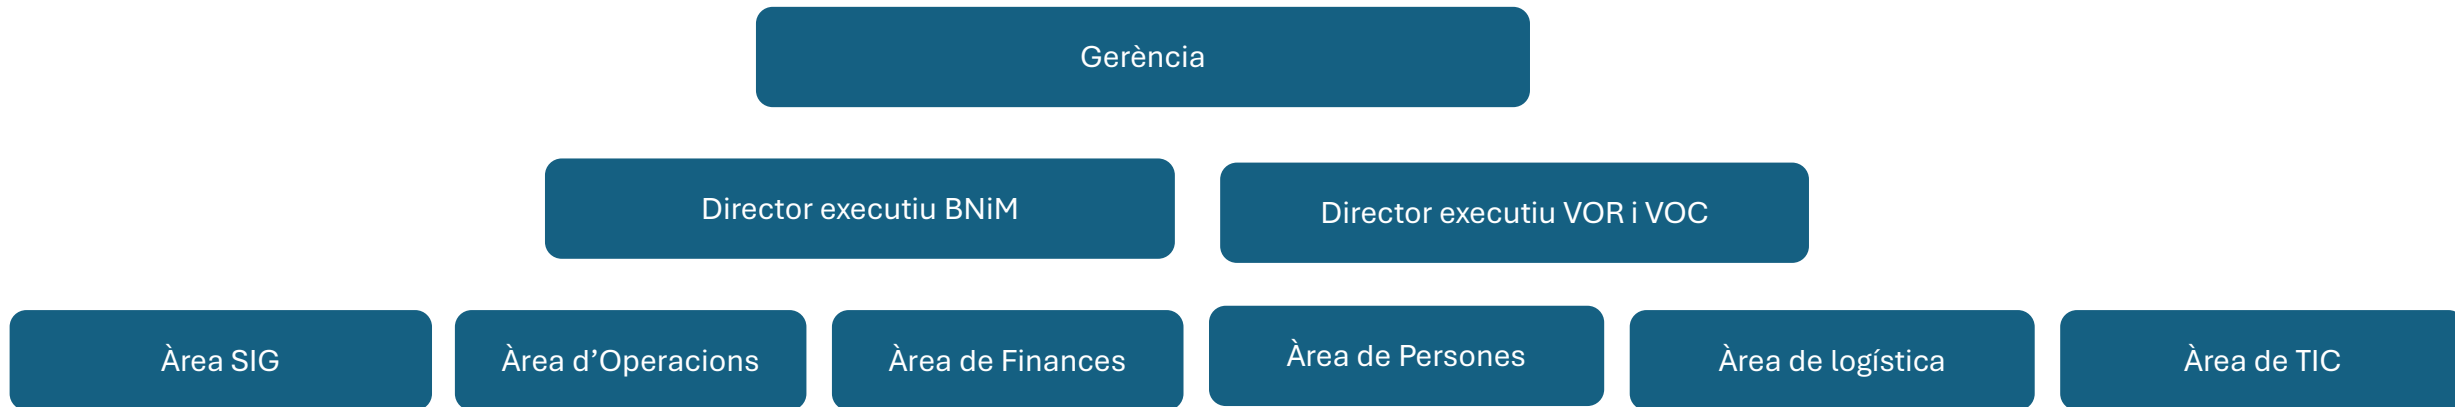 Gerència
Director executiu BNiM
Director executiu VOR i VOC
Àrea SIG
Àrea d’Operacions
Àrea de Finances
Àrea de Persones
Àrea de logística
Àrea de TIC